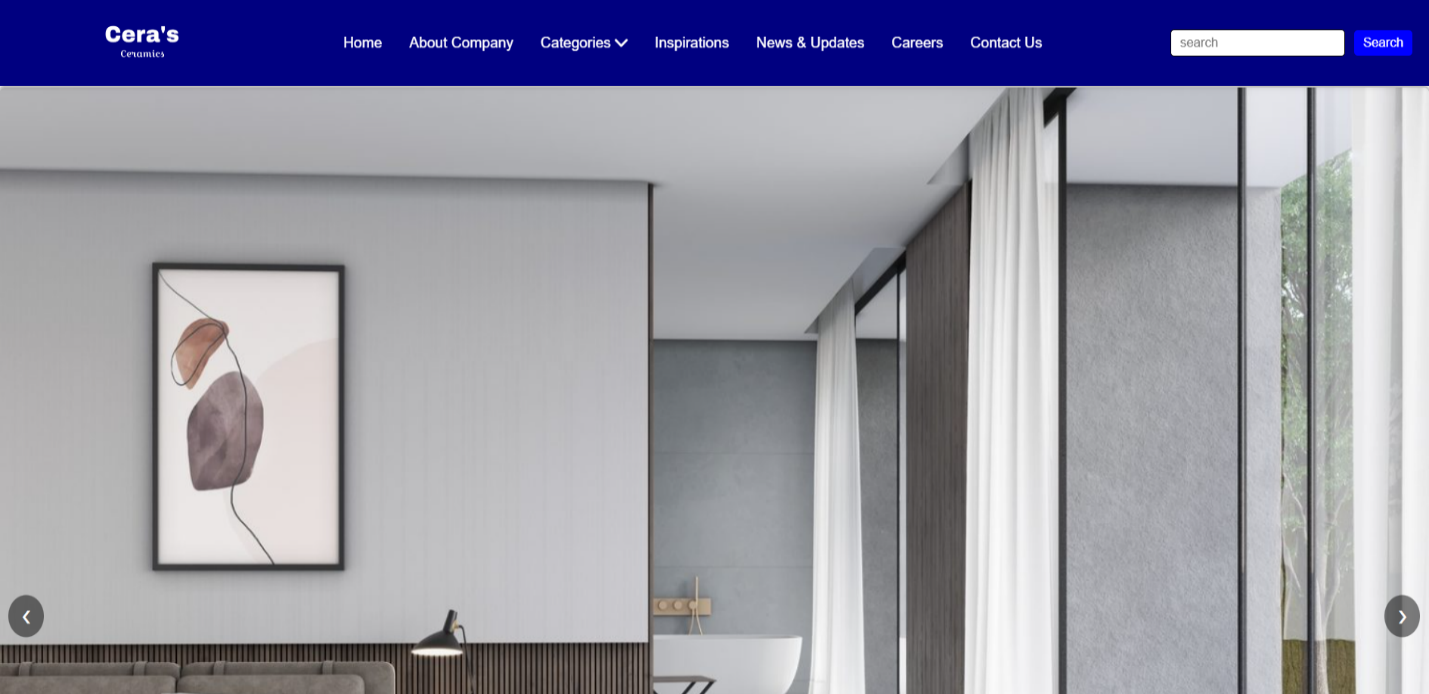 Cera's
Ceramics
Home About Company Categories Inspirations News & Updates Careers Contact Us
search Search